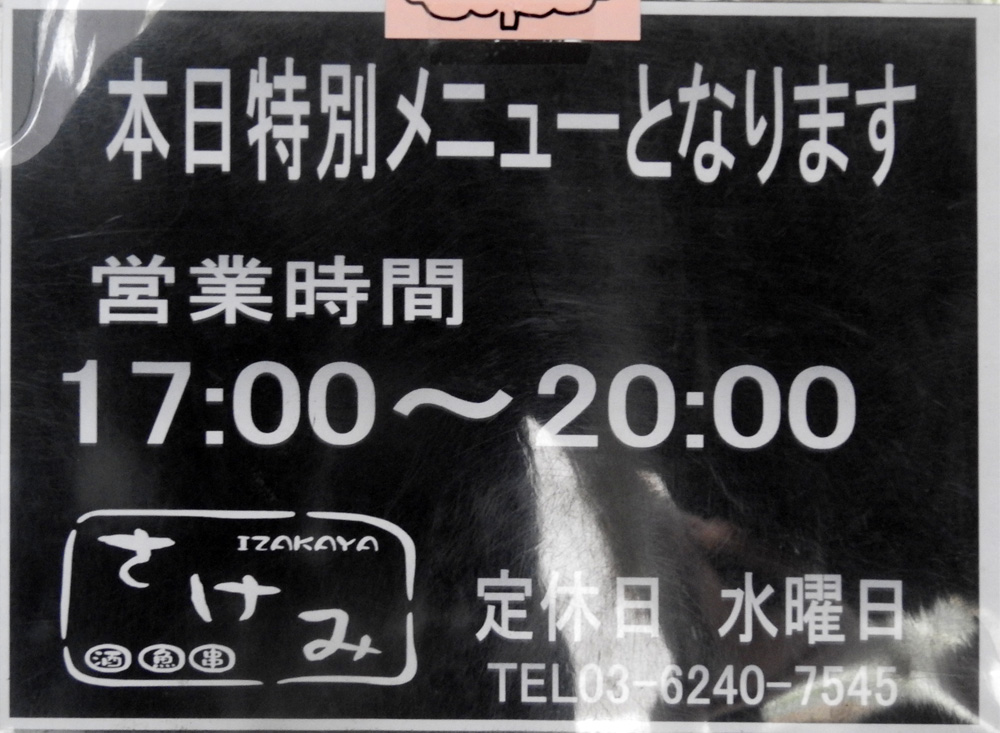 本日特別メニューとなります
営業時間
17:00～20:00
さけみ
IZAKAYA
酒 魚 串
定休日 水曜日
TEL03-6240-7545